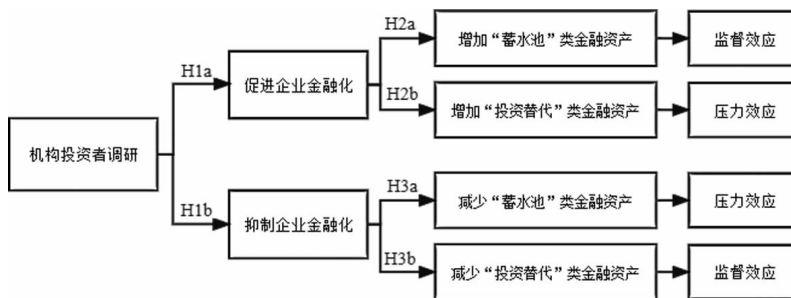 H2a
增加“蓄水池”类金融资产
监督效应
H1a
促进企业金融化
H2b
增加“投资替代”类金融资产
压力效应
机构投资者调研
H3a
减少“蓄水池”类金融资产
压力效应
H1b
抑制企业金融化
H3b
减少“投资替代”类金融资产
监督效应